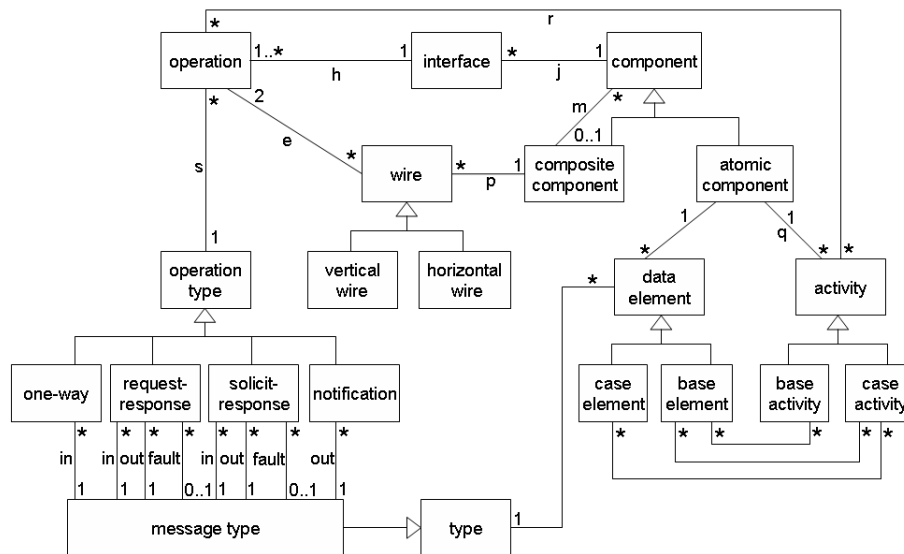 r
* 1..* 1 * 1 *
operation interface component
h j
* 2 m *
e 0..1
s * * 1
wire p composite
component
atomic
component
1 1 1
q
* * *
operation
type
vertical
wire
horizontal
wire
* data
element
activity
one-way request-
response
solicit-
response
notification case
element
base
element
base
activity
case
activity
* * * * * * * * * * * * * *
in in out fault in out fault out
1 1 1 0..1 1 1 0..1 1
message type type 1